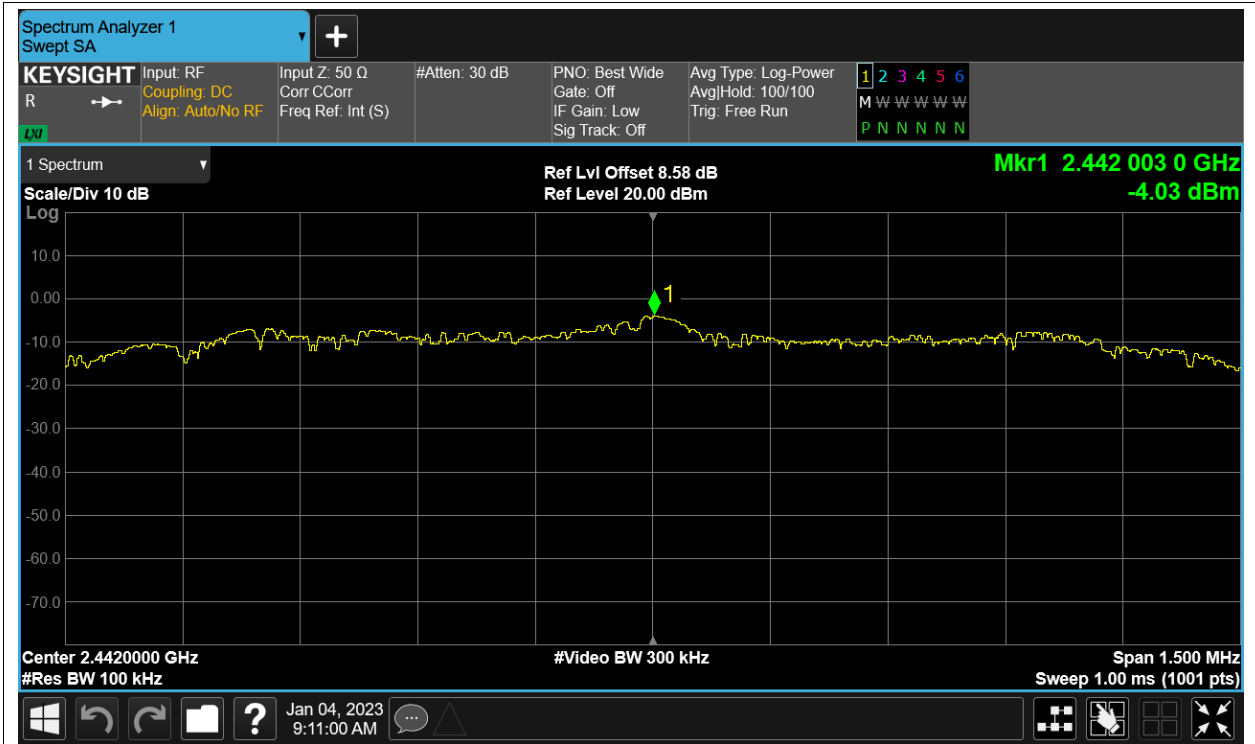 Spectrum Analyzer 1
Swept SA
+
KEYSIGHT
R
LXI
Input: RF
Coupling: DC
Align: Auto/No RF
Input Z: 50 Ω
Corr CCorr
Freq Ref: Int (S)
#Atten: 30 dB
PNO: Best Wide
Gate: Off
IF Gain: Low
Sig Track: Off
Avg Type: Log-Power
Avg|Hold: 100/100
Trig: Free Run
1 2 3 4 5 6
M W W W W W
P N N N N N
1 Spectrum
Scale/Div 10 dB
Log
Ref Lvl Offset 8.58 dB
Ref Level 20.00 dBm
Mkr1 2.442 003 0 GHz
-4.03 dBm
10.0
0.00
-10.0
-20.0
-30.0
-40.0
-50.0
-60.0
-70.0
1
Center 2.4420000 GHz
#Res BW 100 kHz
#Video BW 300 kHz
Span 1.500 MHz
Sweep 1.00 ms (1001 pts)
?
Jan 04, 2023
9:11:00 AM